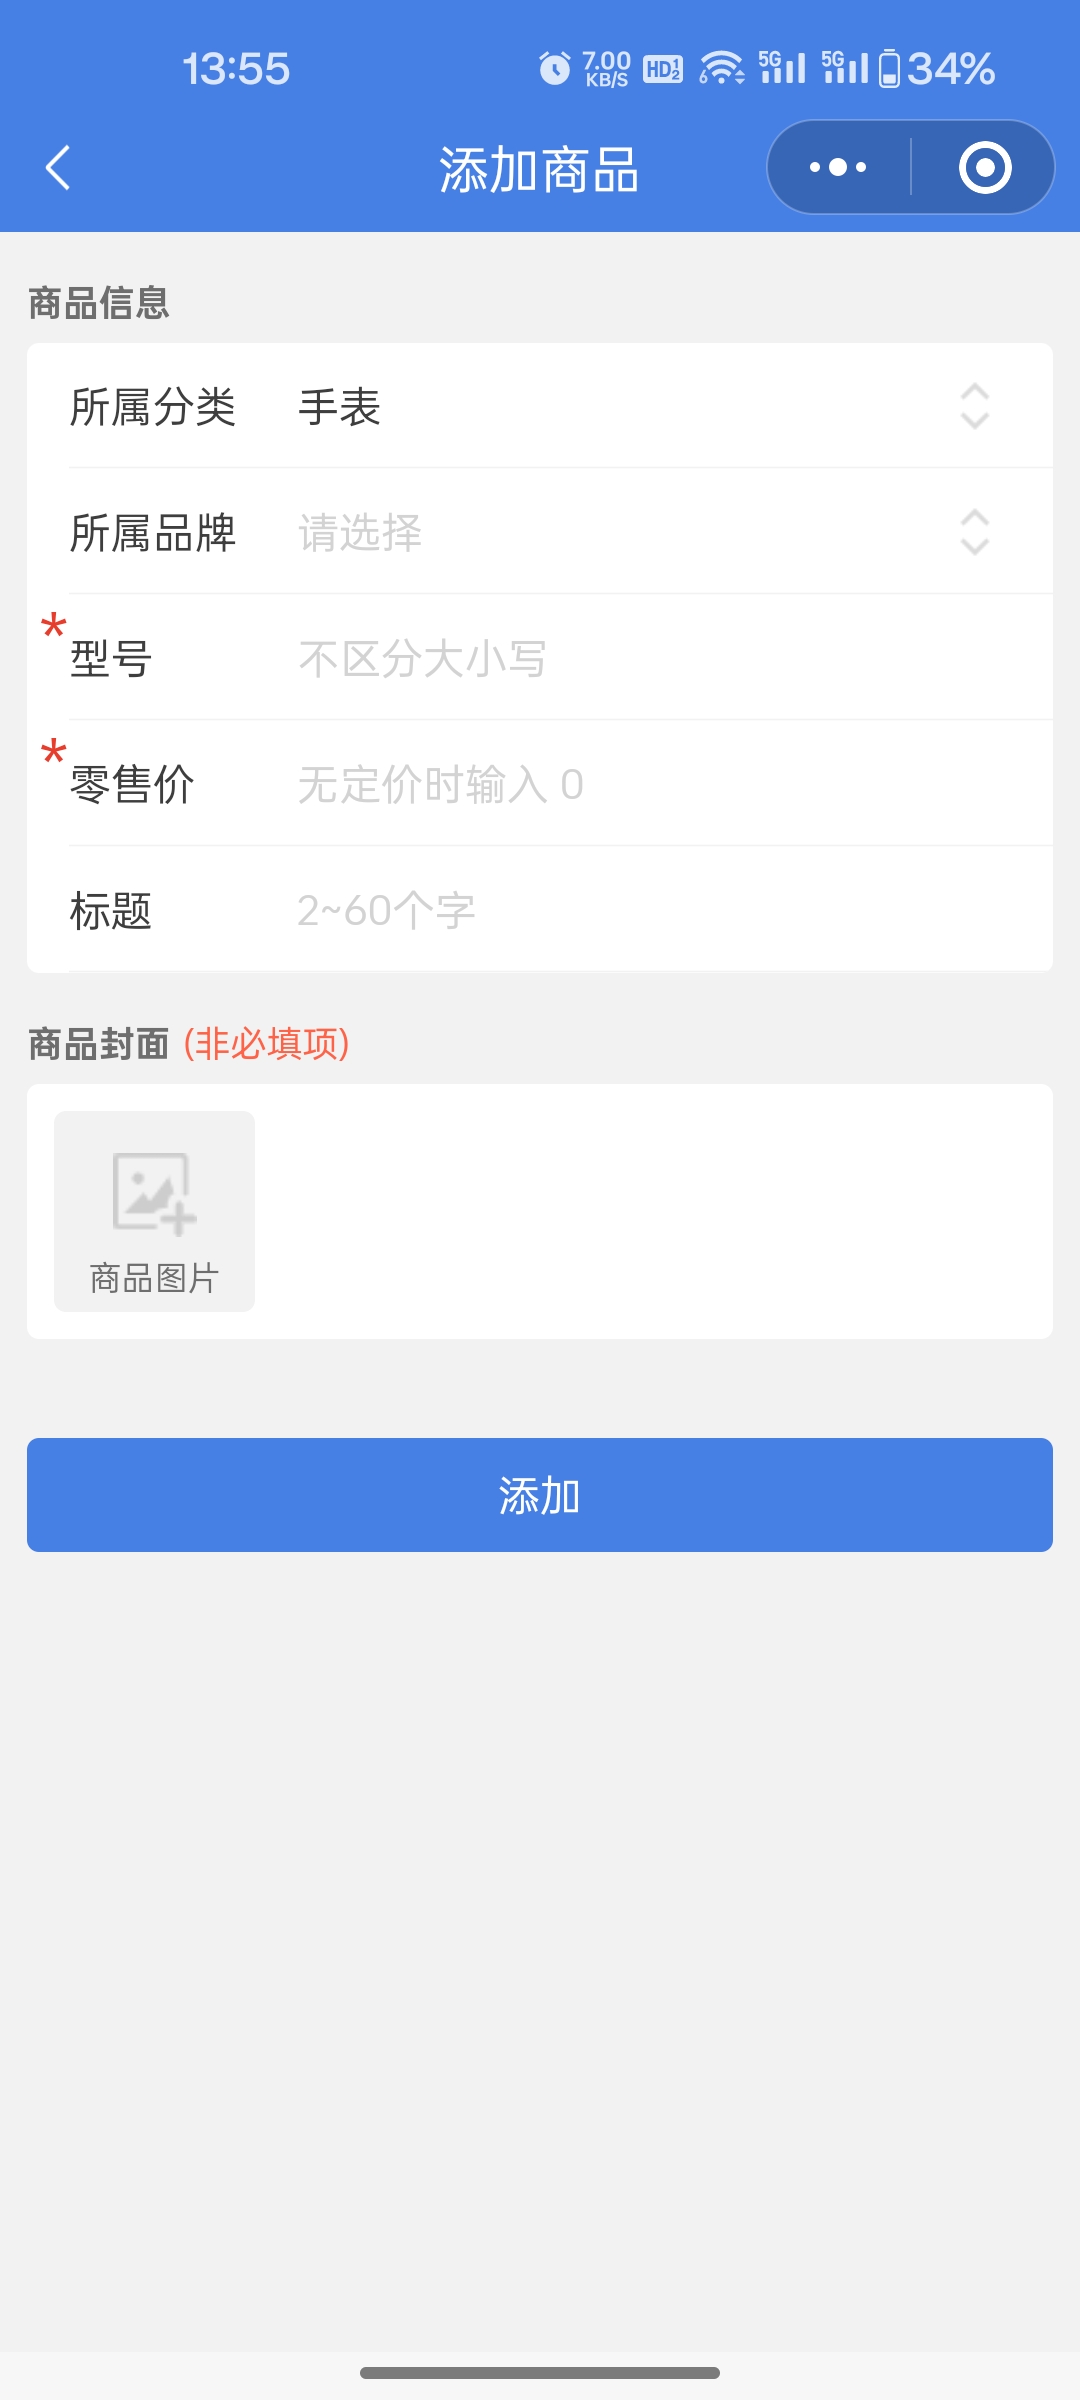 13:55 7.00 KB/S HD 1 2 6 5G 5G 34%
添加商品
商品信息
所属分类 手表
所属品牌 请选择
* 型号 不区分大小写
* 零售价 无定价时输入 0
标题 2~60个字
商品封面 (非必填项)
商品图片
添加